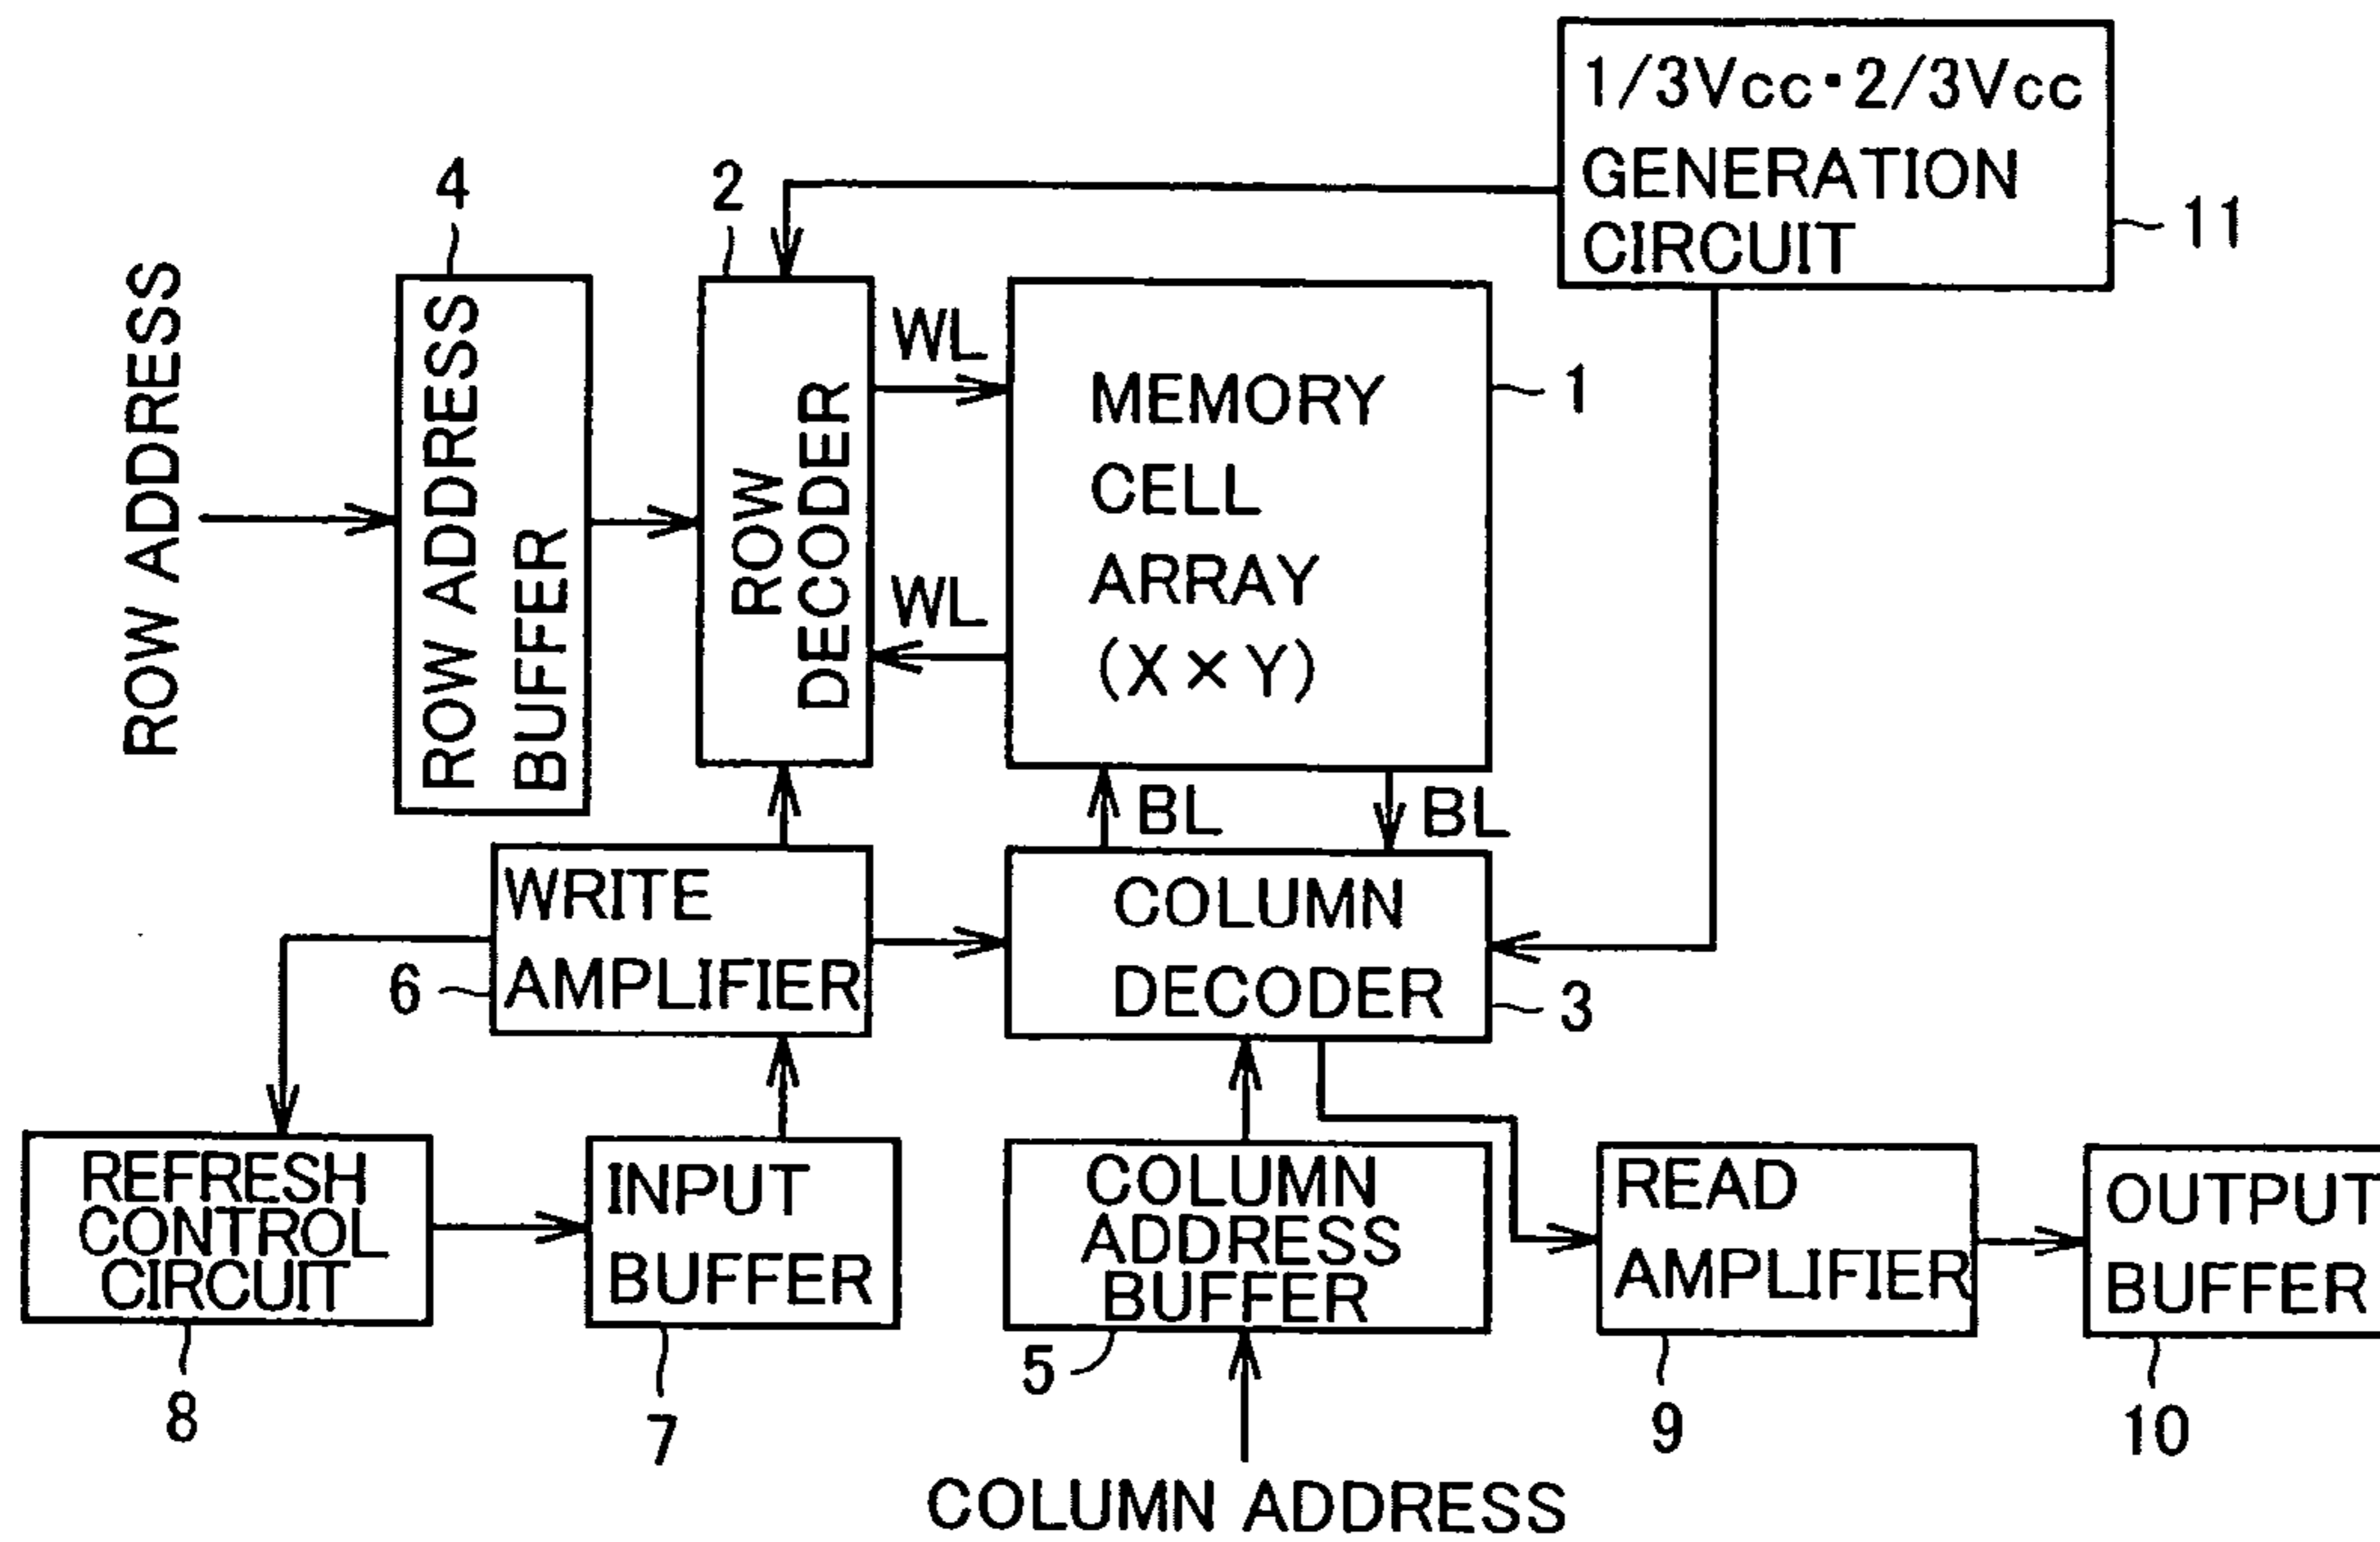 1/3Vcc·2/3Vcc
GENERATION
CIRCUIT
11
4
2
ROW ADDRESS
ROW ADDRESS
BUFFER
ROW
DECODER
WL
WL
MEMORY
CELL
ARRAY
(X×Y)
1
BL
BL
WRITE
AMPLIFIER
6
COLUMN
DECODER
3
REFRESH
CONTROL
CIRCUIT
8
INPUT
BUFFER
7
COLUMN
ADDRESS
BUFFER
5
READ
AMPLIFIER
9
OUTPUT
BUFFER
10
COLUMN ADDRESS